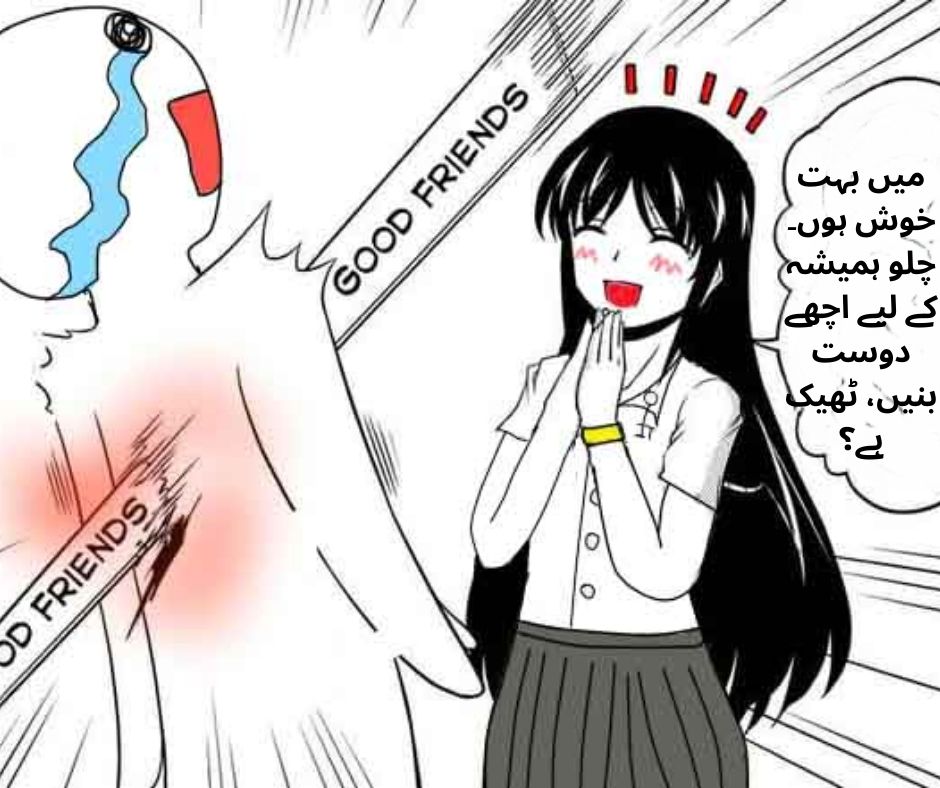 GOOD FRIENDS
میں بہت
خوش ہوں۔
چلو ہمیشہ
کے لیے اچھے
دوست
بنیں، ٹھیک
ہے؟
OD FRIENDS